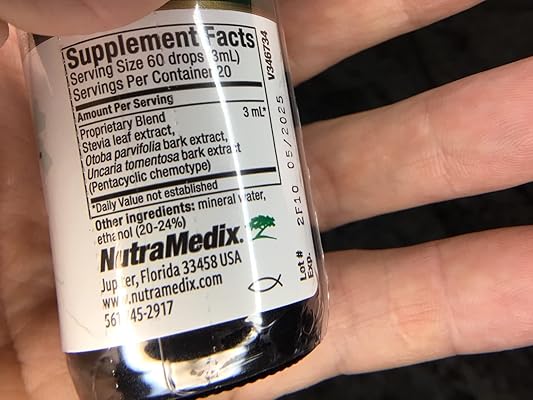 Supplement Facts
Serving Size 60 drops (3mL)
Servings Per Container 20
Amount Per Serving
Proprietary Blend 3 mL*
Stevia leaf extract,
Otoba parvifolia bark extract,
Uncaria tomentosa bark extract
(Pentacyclic chemotype)
*Daily Value not established
Other ingredients: mineral water,
ethanol (20-24%)
NutraMedix.
Jupiter, Florida 33458 USA
www.nutramedix.com
V346734
Lot # 2F10
Exp. 05/2025